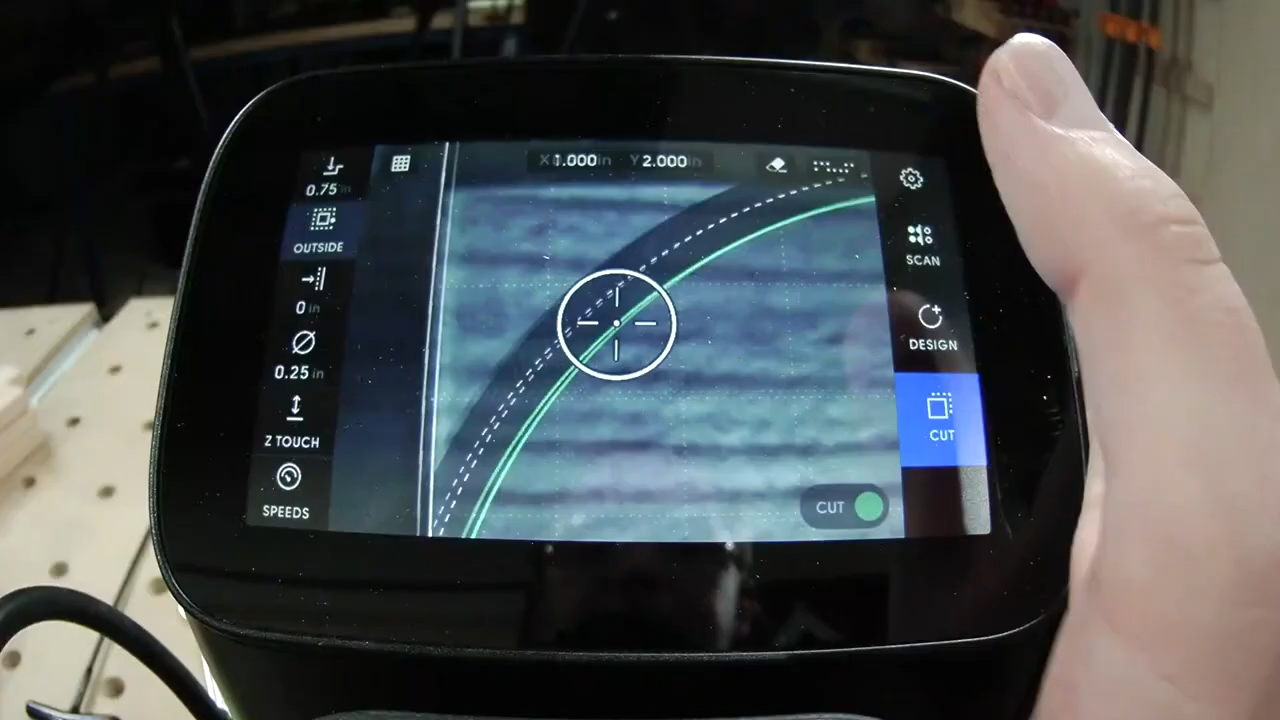 0.75 in
OUTSIDE
0 in
0.25 in
Z TOUCH
SPEEDS
X 1.000 in Y 2.000 in
SCAN
DESIGN
CUT
CUT